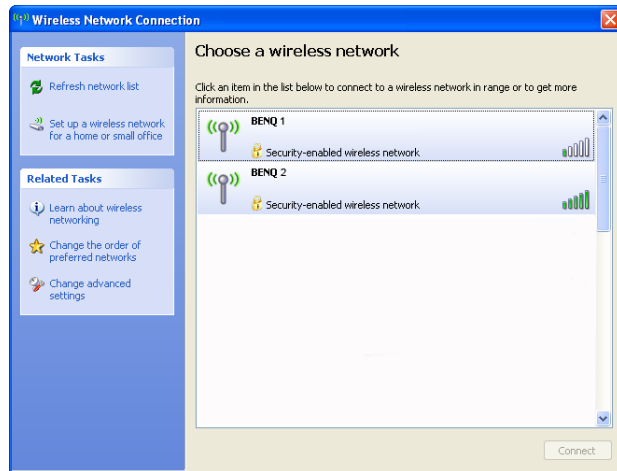 Wireless Network Connection
Network Tasks
Refresh network list
Set up a wireless network
for a home or small office
Related Tasks
Learn about wireless
networking
Change the order of
preferred networks
Change advanced
settings
Choose a wireless network
Click an item in the list below to connect to a wireless network in range or to get more
information.
BENQ 1
Security-enabled wireless network
BENQ 2
Security-enabled wireless network
Connect